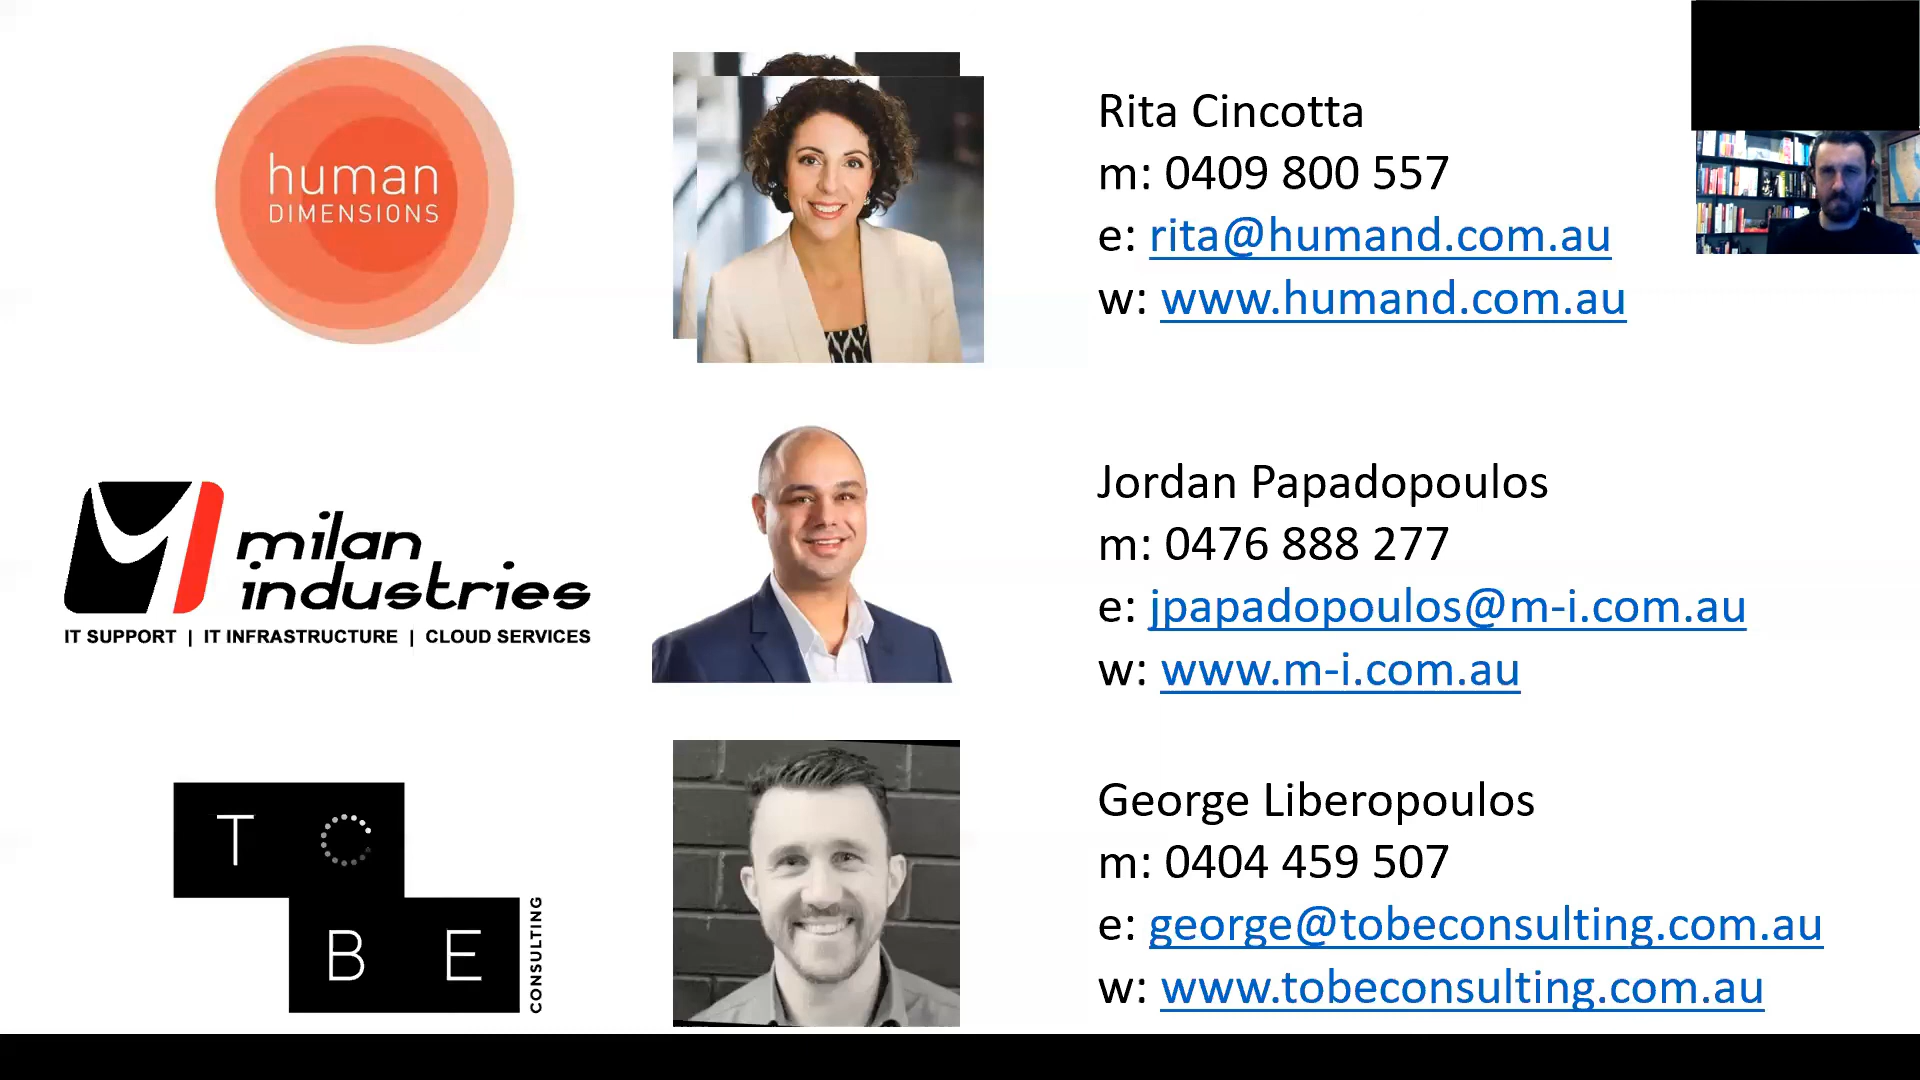 human
DIMENSIONS
Rita Cincotta
m: 0409 800 557
e: rita@humand.com.au
w: www.humand.com.au
milan
industries
IT SUPPORT | IT INFRASTRUCTURE | CLOUD SERVICES
Jordan Papadopoulos
m: 0476 888 277
e: jpapadopoulos@m-i.com.au
w: www.m-i.com.au
TO
BE
CONSULTING
George Liberopoulos
m: 0404 459 507
e: george@tobeconsulting.com.au
w: www.tobeconsulting.com.au